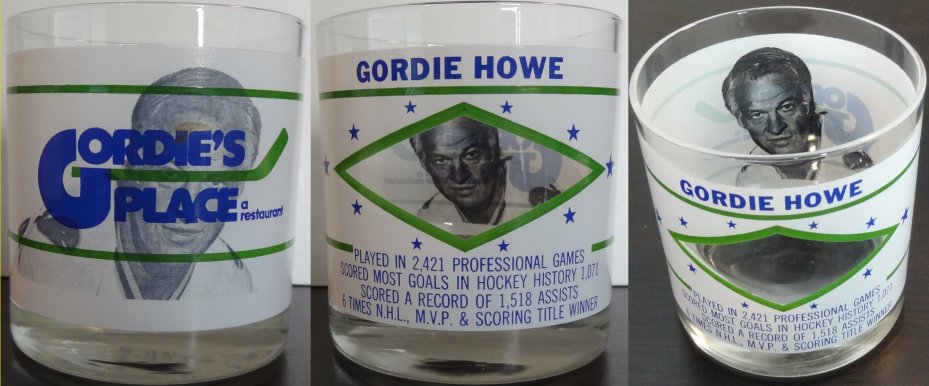 GORDIE'S
PLACE a
restaurant
GORDIE HOWE
PLAYED IN 2,421 PROFESSIONAL GAMES
SCORED MOST GOALS IN HOCKEY HISTORY 1,071
SCORED A RECORD OF 1,518 ASSISTS
6 TIMES N.H.L., M.V.P. & SCORING TITLE WINNER
GORDIE HOWE
PLAYED IN 2,421 PROFESSIONAL GAMES
SCORED MOST GOALS IN HOCKEY HISTORY 1,071
SCORED A RECORD OF 1,518 ASSISTS
6 TIMES N.H.L., M.V.P. & SCORING TITLE WINNER